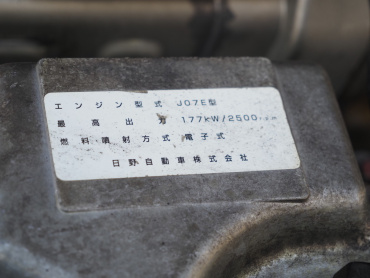 エンジン型式 J07E型
最高出力 177kW/2500r.p.m
燃料噴射方式 電子式
日野自動車株式会社